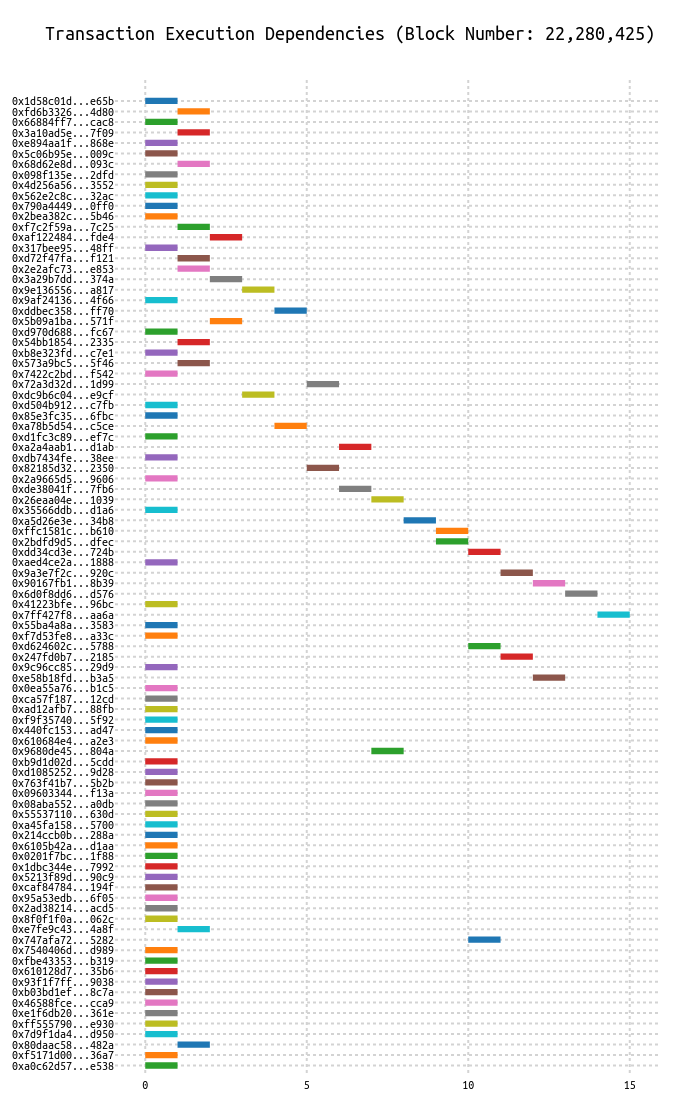 Transaction Execution Dependencies (Block Number: 22,280,425)
0x1d58c01d...e65b
0xfd6b3326...4d80
0x66884ff7...cac8
0x3a10ad5e...7f09
0xe894aa1f...868e
0x5c06b95e...009c
0x68d62e8d...093c
0x098f135e...2dfd
0x4d256a56...3552
0x562e2c8c...32ac
0x790a4449...0ff0
0x2bea382c...5b46
0xf7c2f59a...7c25
0xaf122484...fde4
0x317bee95...48ff
0xd72f47fa...f121
0x2e2afc73...e853
0x3a29b7dd...374a
0x9e136556...a817
0x9af24136...4f66
0xddbec358...ff70
0x5b09a1ba...571f
0xd970d688...fc67
0x54bb1854...2335
0xb8e323fd...c7e1
0x573a9bc5...5f46
0x7422c2bd...f542
0x72a3d32d...1d99
0xdc9b6c04...e9cf
0xd504b912...c7fb
0x85e3fc35...6fbc
0xa78b5d54...c5ce
0xd1fc3c89...ef7c
0xa2a4aab1...d1ab
0xdb7434fe...38ee
0x82185d32...2350
0x2a9665d5...9606
0xde38041f...7fb6
0x26eaa04e...1039
0x35566ddb...d1a6
0xa5d26e3e...34b8
0xffc1581c...b610
0x2bdfd9d5...dfec
0xdd34cd3e...724b
0xaed4ce2a...1888
0x9a3e7f2c...920c
0x90167fb1...8b39
0x6d0f8dd6...d576
0x41223bfe...96bc
0x7ff427f8...aa6a
0x55ba4a8a...3583
0xf7d53fe8...a33c
0xd624602c...5788
0x247fd0b7...2185
0x9c96cc85...29d9
0xe58b18fd...b3a5
0x0ea55a76...b1c5
0xca57f187...12cd
0xad12afb7...88fb
0xf9f35740...5f92
0x440fc153...ad47
0x610684e4...a2e3
0x9680de45...804a
0xb9d1d02d...5cdd
0xd1085252...9d28
0x763f41b7...5b2b
0x09603344...f13a
0x08aba552...a0db
0x55537110...630d
0xa45fa158...5700
0x214ccb0b...288a
0x6105b42a...d1aa
0x0201f7bc...1f88
0x1dbc344e...7992
0x5213f89d...90c9
0xcaf84784...194f
0x95a53edb...6f05
0x2ad38214...acd5
0x8f0f1f0a...062c
0xe7fe9c43...4a8f
0x747afa72...5282
0x7540406d...d989
0xfbe43353...b319
0x610128d7...35b6
0x93f1f7ff...9038
0xb03bd1ef...8c7a
0x46588fce...cca9
0xe1f6db20...361e
0xff555790...e930
0x7d9f1da4...d950
0x80daac58...482a
0xf5171d00...36a7
0xa0c62d57...e538
0 5 10 15